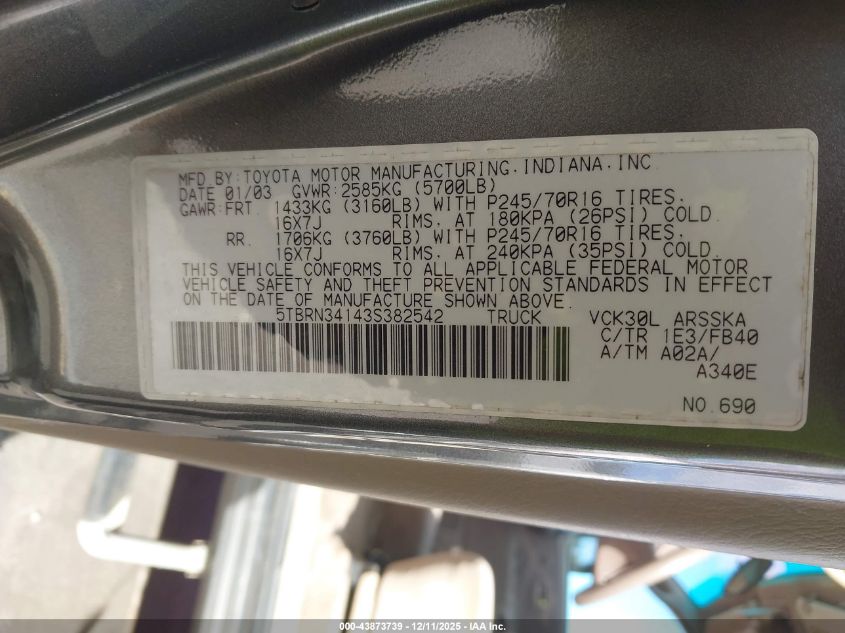 MFD.BY:TOYOTA MOTOR MANUFACTURING.INDIANA.INC
DATE 01/03 GVWR:2585KG (5700LB)
GAWR:FRT. 1433KG (3160LB) WITH P245/70R16 TIRES.
16X7J RIMS. AT 180KPA (26PSI) COLD.
RR. 1706KG (3760LB) WITH P245/70R16 TIRES.
16X7J RIMS. AT 240KPA (35PSI) COLD.
THIS VEHICLE CONFORMS TO ALL APPLICABLE FEDERAL MOTOR
VEHICLE SAFETY AND THEFT PREVENTION STANDARDS IN EFFECT
ON THE DATE OF MANUFACTURE SHOWN ABOVE.
5TBRN34143S382542 TRUCK VCK30L ARSSKA
C/TR 1E3/FB40
A/TM A02A/
A340E
NO.690
000-43873739 - 12/11/2025 - IAA Inc.